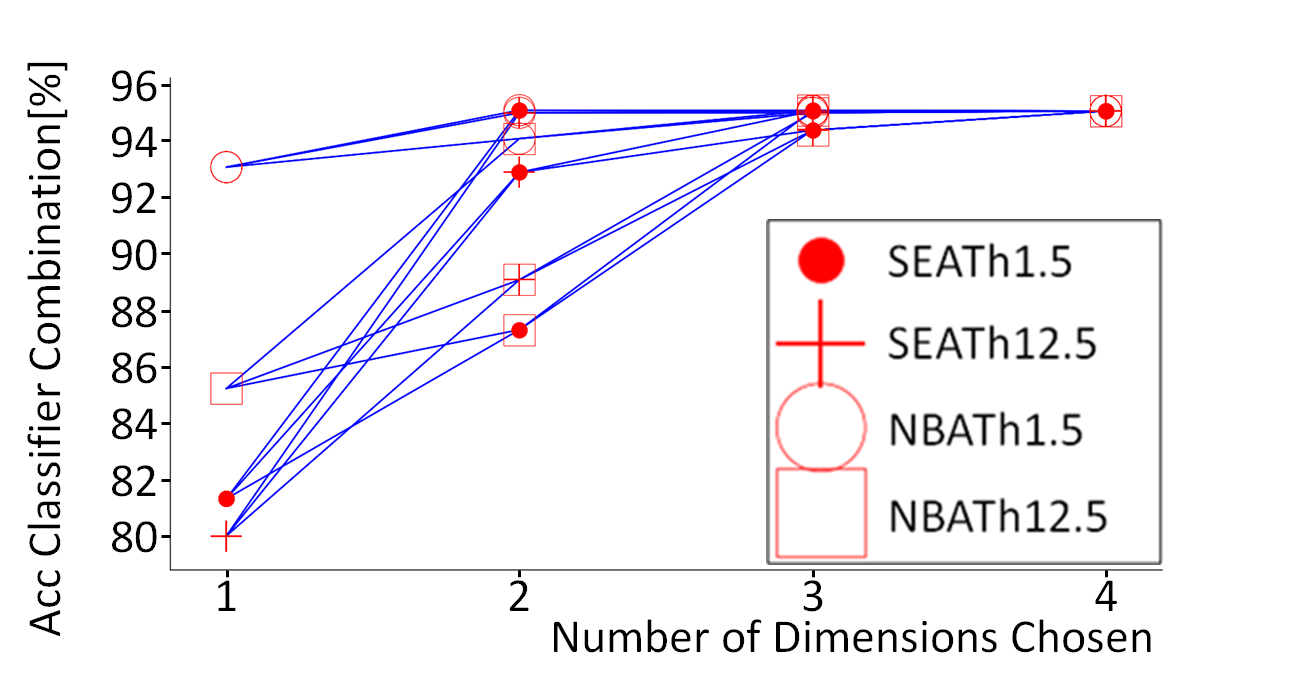 Acc Classifier Combination[%]
96
94
92
90
88
86
84
82
80
1 2 3 4
Number of Dimensions Chosen
SEATh1.5
SEATh12.5
NBATh1.5
NBATh12.5